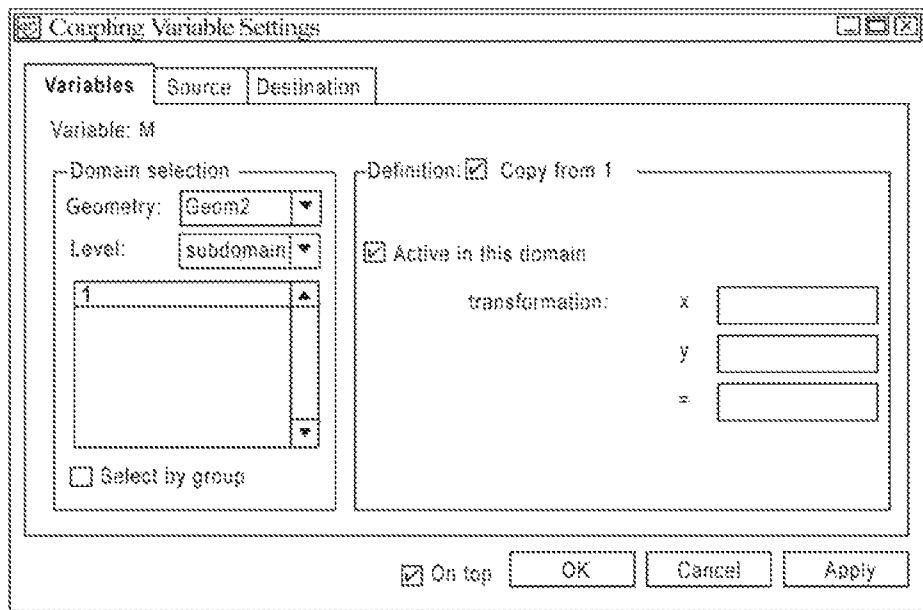 Coupling Variable Settings
Variables Source Destination
Variable: M
Domain selection
Geometry: Geom2
Level: subdomain
1
Select by group
Definition: Copy from 1
Active in this domain
transformation: x
y
=
On top OK Cancel Apply